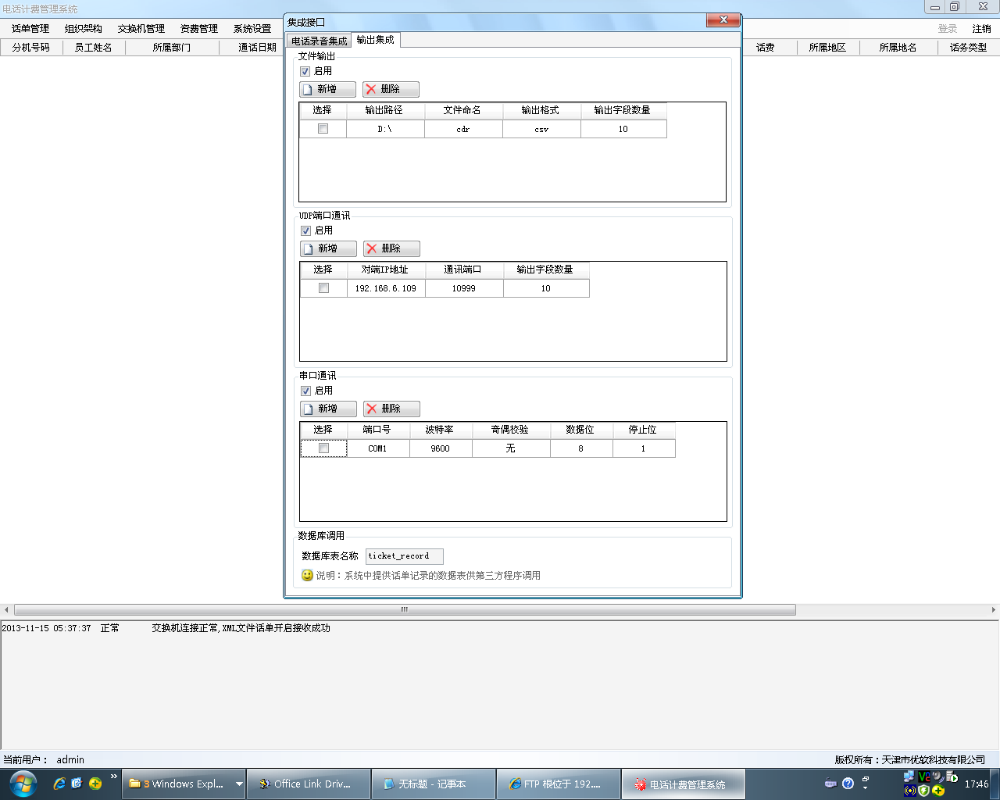 电话计费管理系统
话单管理 组织架构 交换机管理 资费管理 系统设置 登录 注销
分机号码 员工姓名 所属部门 通话日期 话费 所属地区 所属地名 话务类型
集成接口
电话录音集成 输出集成
文件输出
启用
新增 删除
选择 输出路径 文件命名 输出格式 输出字段数量
D:\ cdr csv 10
UDP端口通讯
启用
新增 删除
选择 对端IP地址 通讯端口 输出字段数量
192.168.6.109 10999 10
串口通讯
启用
新增 删除
选择 端口号 波特率 奇偶校验 数据位 停止位
COM1 9600 无 8 1
数据库调用
数据库表名称 ticket_record
说明：系统中提供话单记录的数据表供第三方程序调用
2013-11-15 05:37:37 正常 交换机连接正常,XML文件话单开启接收成功
当前用户： admin 版权所有：天津市优软科技有限公司
3 Windows Expl... Office Link Driv... 无标题 - 记事本 FTP 根位于 192.... 电话计费管理系统 17:46